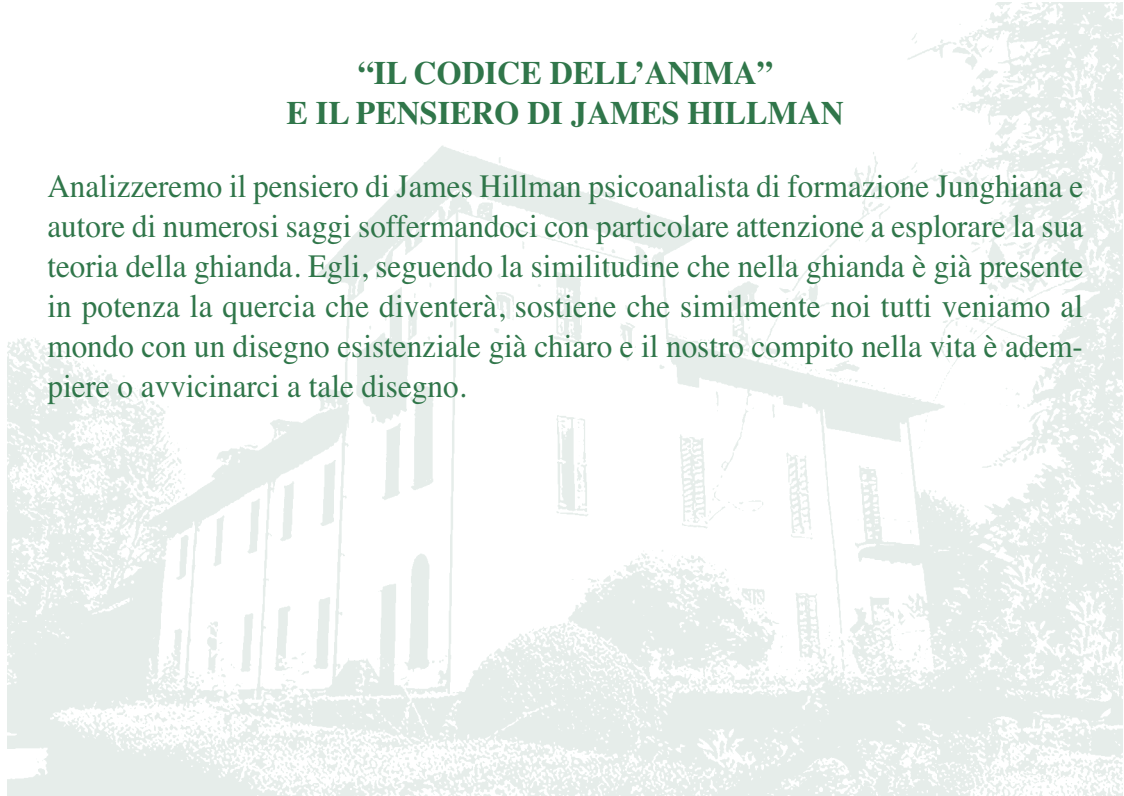 “IL CODICE DELL’ANIMA”
E IL PENSIERO DI JAMES HILLMAN
Analizzeremo il pensiero di James Hillman psicoanalista di formazione Junghiana e
autore di numerosi saggi soffermandoci con particolare attenzione a esplorare la sua
teoria della ghianda. Egli, seguendo la similitudine che nella ghianda è già presente
in potenza la quercia che diventerà, sostiene che similmente noi tutti veniamo al
mondo con un disegno esistenziale già chiaro e il nostro compito nella vita è adem-
piere o avvicinarci a tale disegno.